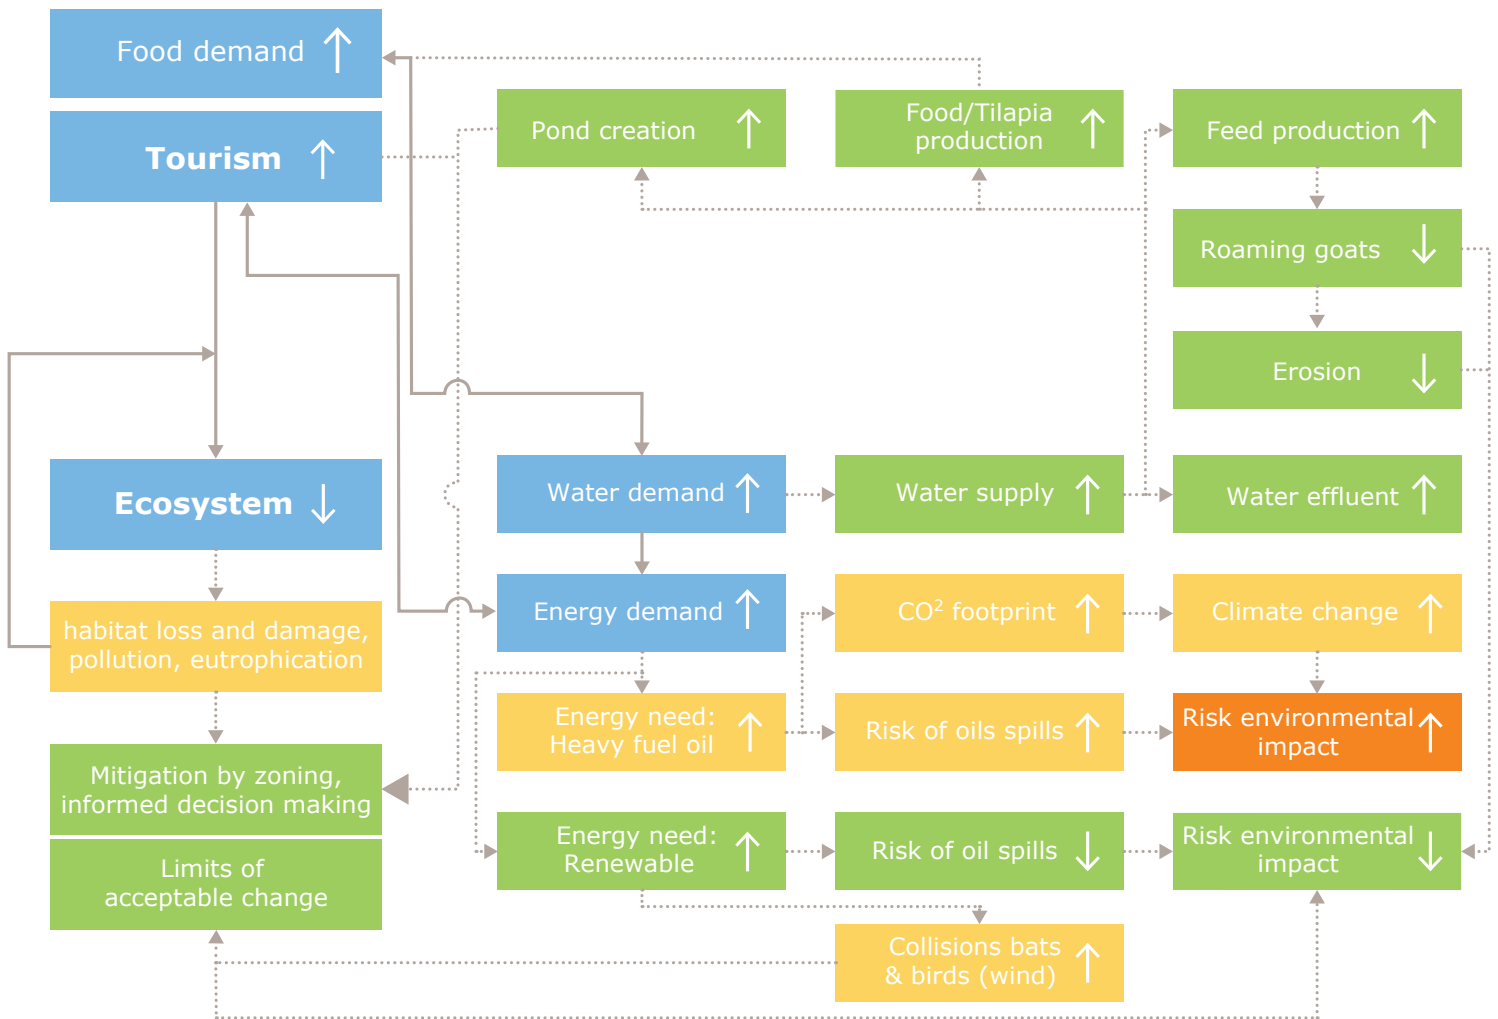 Food demand
Tourism
Pond creation
Food/Tilapia
production
Feed production
Roaming goats
Erosion
Ecosystem
Water demand
Water supply
Water effluent
habitat loss and damage,
pollution, eutrophication
Energy demand
CO² footprint
Climate change
Energy need:
Heavy fuel oil
Risk of oils spills
Risk environmental
impact
Mitigation by zoning,
informed decision making
Limits of
acceptable change
Energy need:
Renewable
Risk of oil spills
Risk environmental
impact
Collisions bats
& birds (wind)